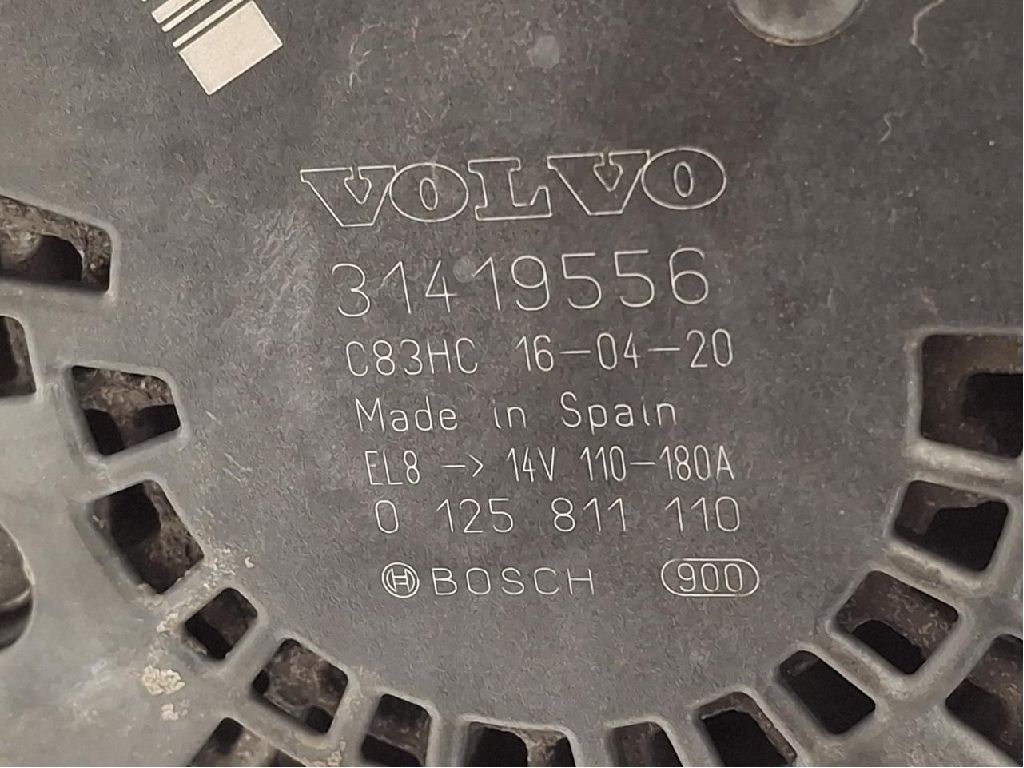 VOLVO
31419556
C83HC 16-04-20
Made in Spain
EL8 -> 14V 110-180A
0 125 811 110
BOSCH 900